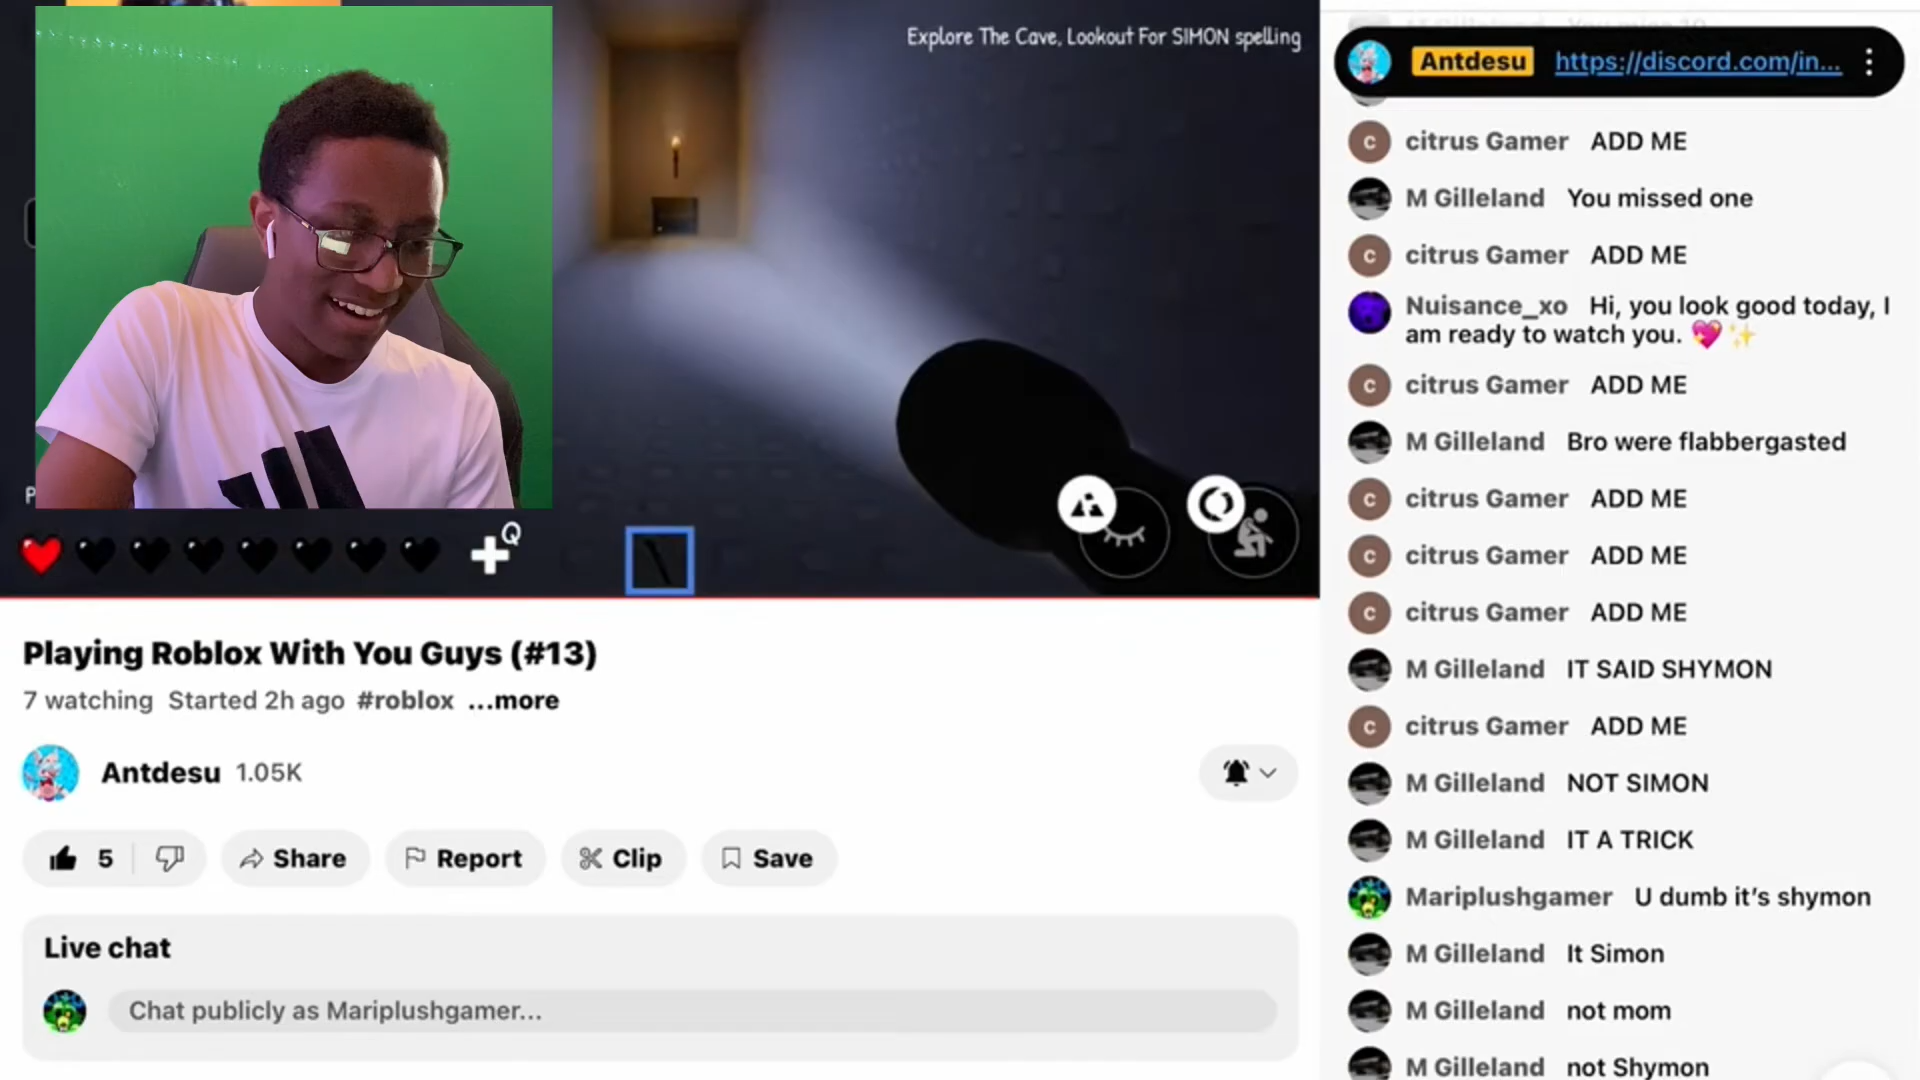 Explore The Cave, Lookout For SIMON spelling
Q
Playing Roblox With You Guys (#13)
7 watching Started 2h ago #roblox ...more
Antdesu 1.05K
5
Share
Report
Clip
Save
Live chat
Chat publicly as Mariplushgamer...
Antdesu https://discord.com/in...
C citrus Gamer ADD ME
M Gilleland You missed one
C citrus Gamer ADD ME
Nuisance_xo Hi, you look good today, I
am ready to watch you. 💖✨
C citrus Gamer ADD ME
M Gilleland Bro were flabbergasted
C citrus Gamer ADD ME
C citrus Gamer ADD ME
C citrus Gamer ADD ME
M Gilleland IT SAID SHYMON
C citrus Gamer ADD ME
M Gilleland NOT SIMON
M Gilleland IT A TRICK
Mariplushgamer U dumb it’s shymon
M Gilleland It Simon
M Gilleland not mom
M Gilleland not Shymon